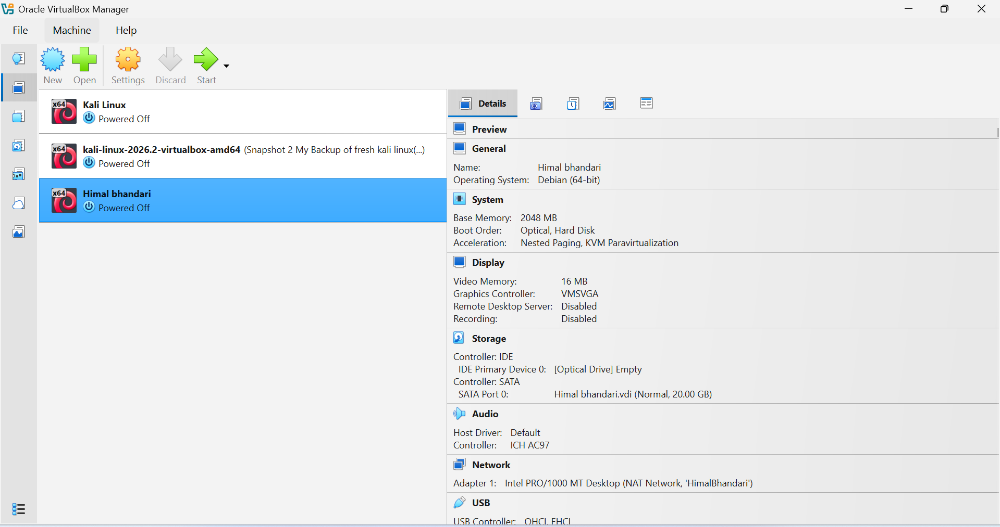 Oracle VirtualBox Manager
File Machine Help
New Open Settings Discard Start
x64 Kali Linux
Powered Off
x64 kali-linux-2026.2-virtualbox-amd64 (Snapshot 2 My Backup of fresh kali linux(...)
Powered Off
x64 Himal bhandari
Powered Off
Details
Preview
General
Name: Himal bhandari
Operating System: Debian (64-bit)
System
Base Memory: 2048 MB
Boot Order: Optical, Hard Disk
Acceleration: Nested Paging, KVM Paravirtualization
Display
Video Memory: 16 MB
Graphics Controller: VMSVGA
Remote Desktop Server: Disabled
Recording: Disabled
Storage
Controller: IDE
IDE Primary Device 0: [Optical Drive] Empty
Controller: SATA
SATA Port 0: Himal bhandari.vdi (Normal, 20.00 GB)
Audio
Host Driver: Default
Controller: ICH AC97
Network
Adapter 1: Intel PRO/1000 MT Desktop (NAT Network, 'HimalBhandari')
USB
USB Controller: OHCI, EHCI